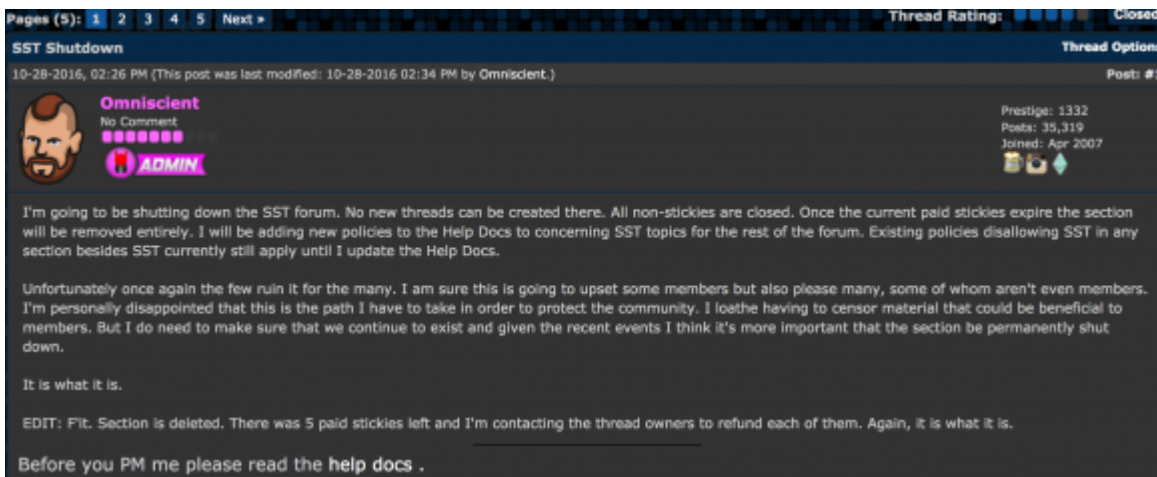 Pages (5): 1 2 3 4 5 Next »
Thread Rating:
Closed
SST Shutdown
Thread Options
10-28-2016, 02:26 PM (This post was last modified: 10-28-2016 02:34 PM by Omniscient.)
Post: #
Omniscient
No Comment
ADMIN
Prestige: 1332
Posts: 35,319
Joined: Apr 2007
I'm going to be shutting down the SST forum. No new threads can be created there. All non-stickies are closed. Once the current paid stickies expire the section
will be removed entirely. I will be adding new policies to the Help Docs to concerning SST topics for the rest of the forum. Existing policies disallowing SST in any
section besides SST currently still apply until I update the Help Docs.
Unfortunately once again the few ruin it for the many. I am sure this is going to upset some members but also please many, some of whom aren't even members.
I'm personally disappointed that this is the path I have to take in order to protect the community. I loathe having to censor material that could be beneficial to
members. But I do need to make sure that we continue to exist and given the recent events I think it's more important that the section be permanently shut
down.
It is what it is.
EDIT: F'it. Section is deleted. There was 5 paid stickies left and I'm contacting the thread owners to refund each of them. Again, it is what it is.
Before you PM me please read the help docs .